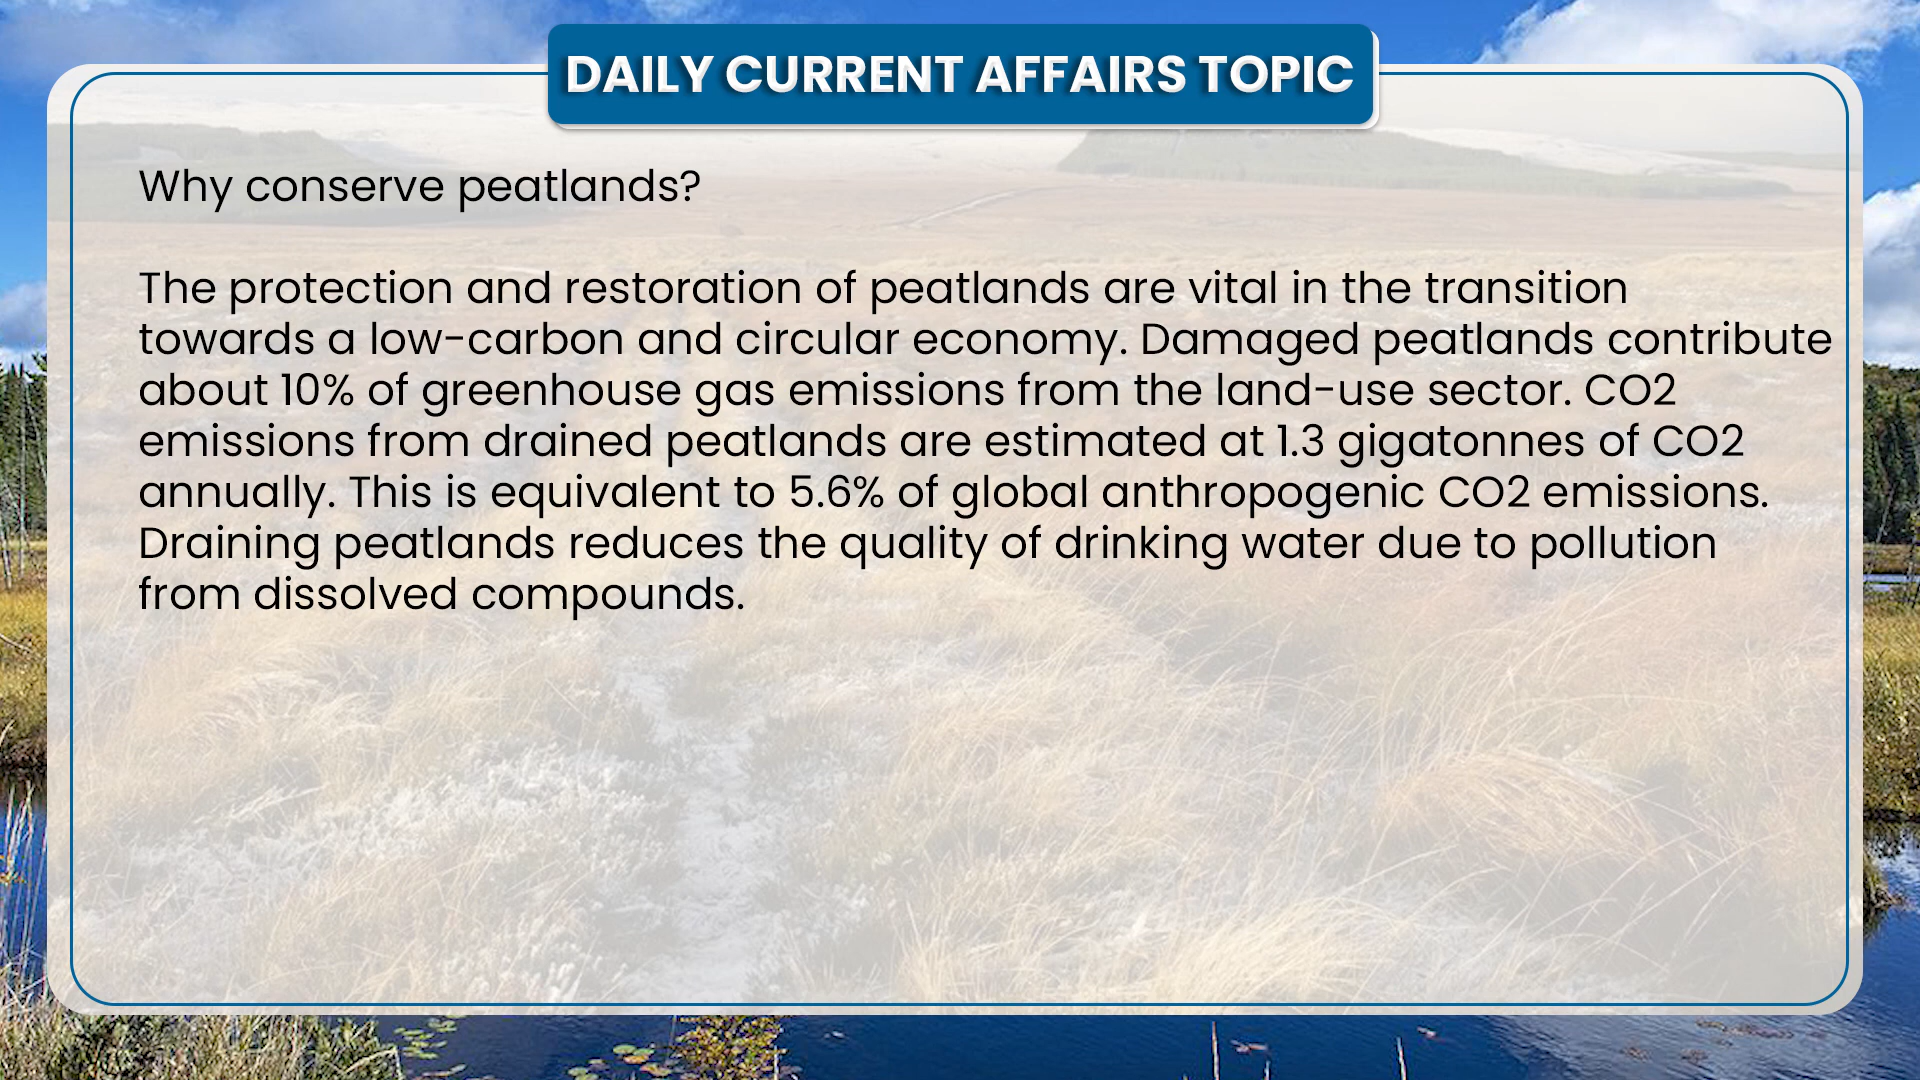 DAILY CURRENT AFFAIRS TOPIC
Why conserve peatlands?
The protection and restoration of peatlands are vital in the transition
towards a low-carbon and circular economy. Damaged peatlands contribute
about 10% of greenhouse gas emissions from the land-use sector. CO2
emissions from drained peatlands are estimated at 1.3 gigatonnes of CO2
annually. This is equivalent to 5.6% of global anthropogenic CO2 emissions.
Draining peatlands reduces the quality of drinking water due to pollution
from dissolved compounds.